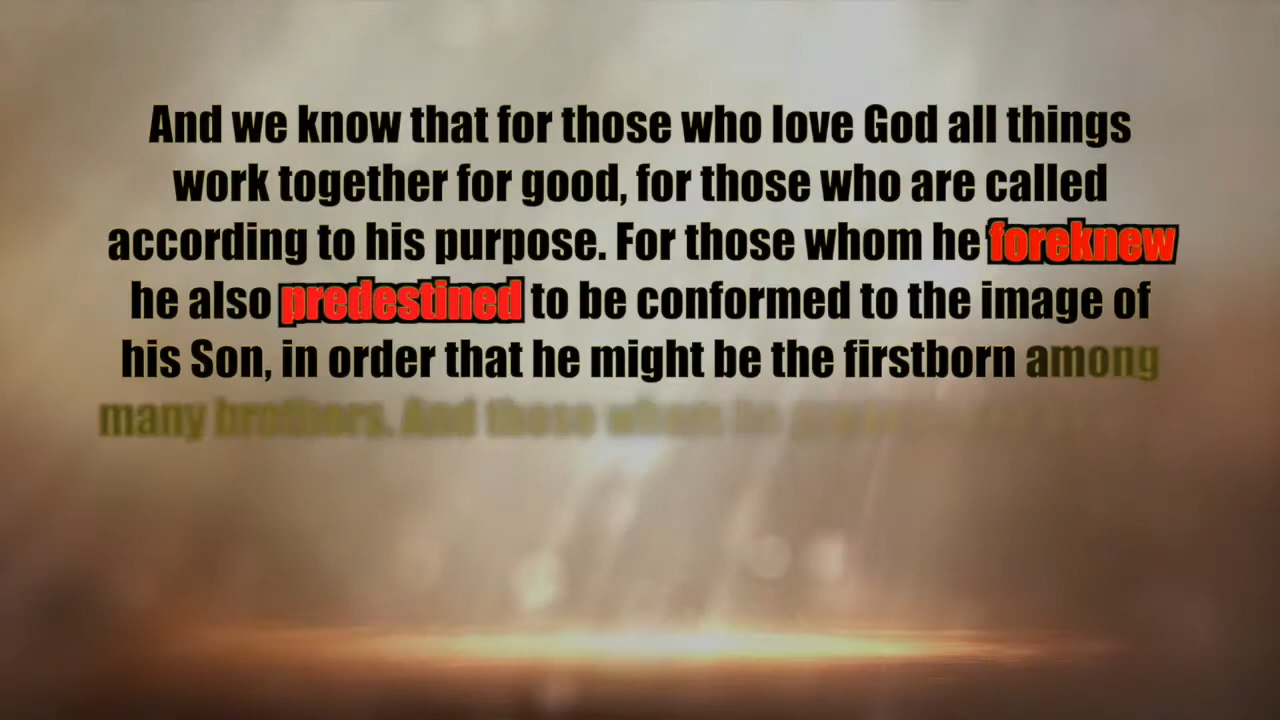 And we know that for those who love God all things
work together for good, for those who are called
according to his purpose. For those whom he foreknew
he also predestined to be conformed to the image of
his Son, in order that he might be the firstborn among
many brothers. And those whom he